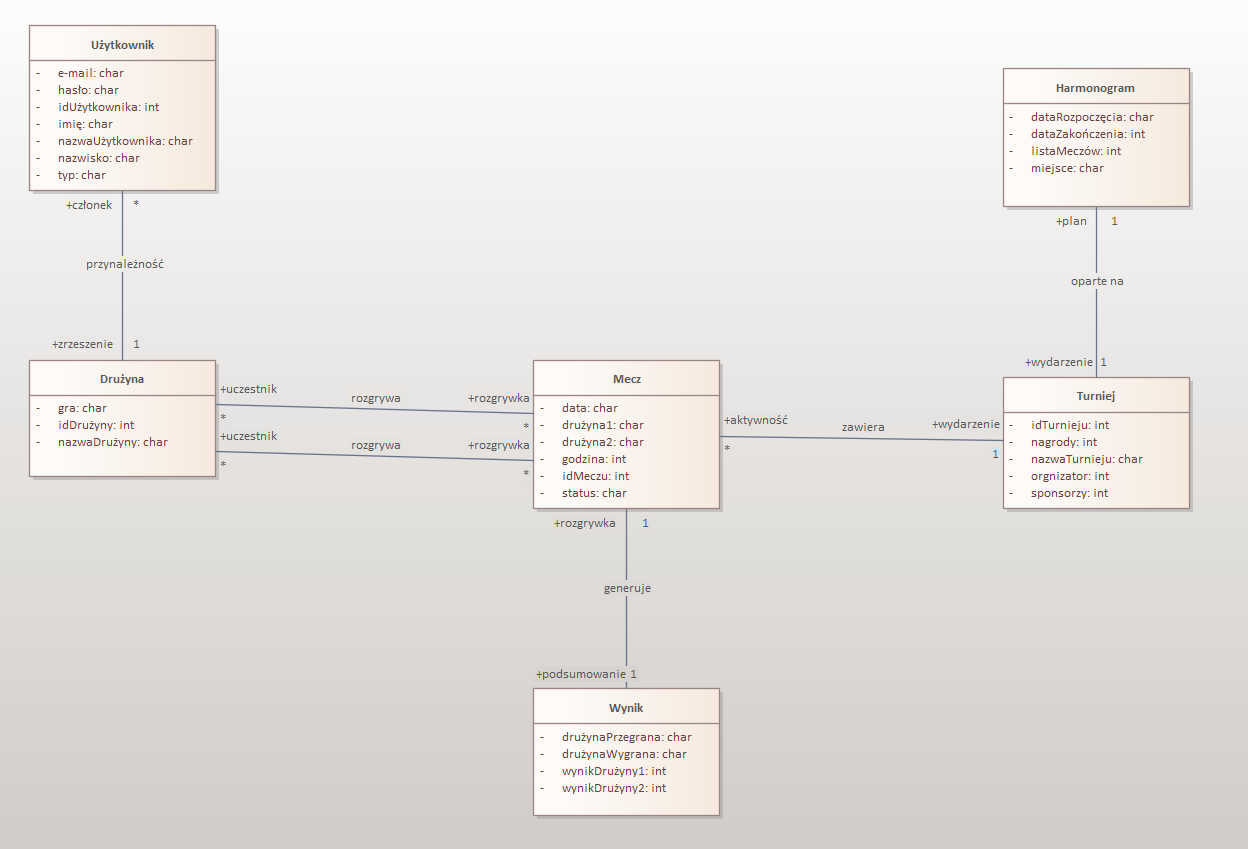 Użytkownik
- e-mail: char
- hasło: char
- idUżytkownika: int
- imię: char
- nazwaUżytkownika: char
- nazwisko: char
- typ: char
+członek *
przynależność
+zrzeszenie 1
Drużyna
- gra: char
- idDrużyny: int
- nazwaDrużyny: char
+uczestnik rozgrywa +rozgrywka
* *
+uczestnik rozgrywa +rozgrywka
* *
Mecz
- data: char
- drużyna1: char
- drużyna2: char
- godzina: int
- idMeczu: int
- status: char
+aktywność zawiera +wydarzenie
* 1
Harmonogram
- dataRozpoczęcia: char
- dataZakończenia: int
- listaMeczów: int
- miejsce: char
+plan 1
oparte na
+wydarzenie 1
Turniej
- idTurnieju: int
- nagrody: int
- nazwaTurnieju: char
- orgnizator: int
- sponsorzy: int
+rozgrywka 1
generuje
+podsumowanie 1
Wynik
- drużynaPrzegrana: char
- drużynaWygrana: char
- wynikDrużyny1: int
- wynikDrużyny2: int